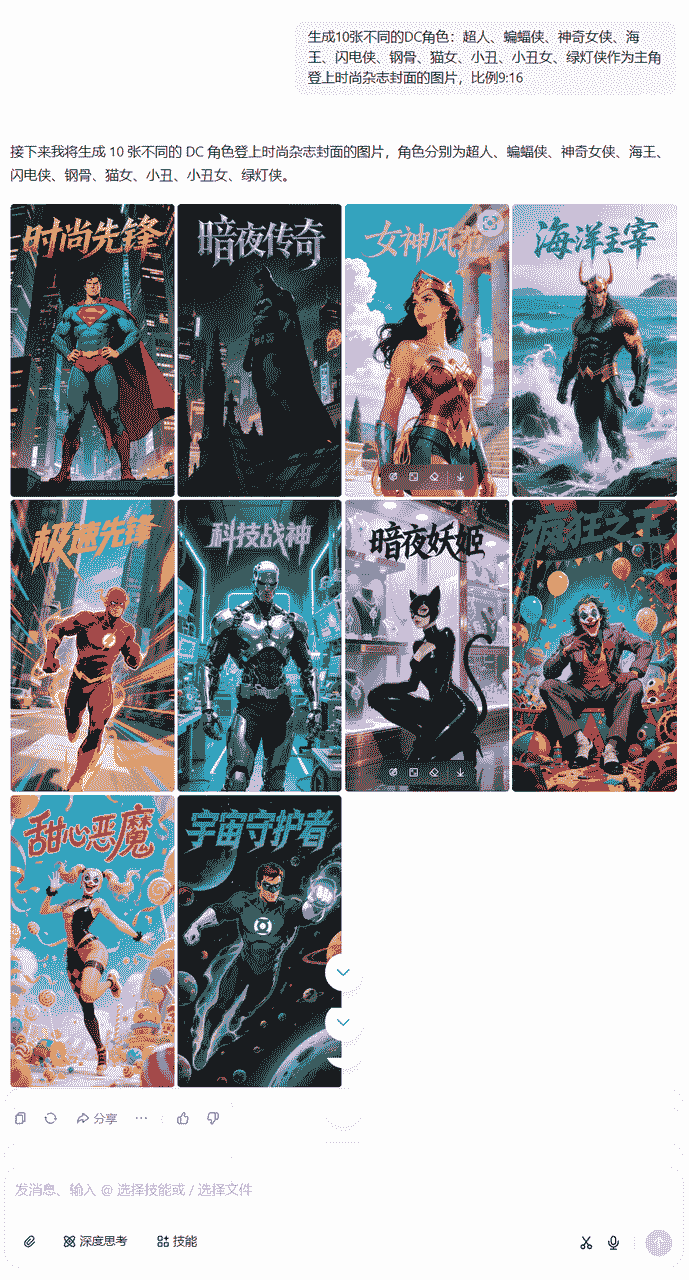 生成10张不同的DC角色：超人、蝙蝠侠、神奇女侠、海
王、闪电侠、钢骨、猫女、小丑、小丑女、绿灯侠作为主角
登上时尚杂志封面的图片，比例9:16
接下来我将生成 10 张不同的 DC 角色登上时尚杂志封面的图片，角色分别为超人、蝙蝠侠、神奇女侠、海王、
闪电侠、钢骨、猫女、小丑、小丑女、绿灯侠。
时尚先锋
暗夜传奇
女神风范
海洋主宰
极速先锋
科技战神
暗夜妖姬
疯狂之王
甜心恶魔
宇宙守护者
分享
发消息、输入 @ 选择技能或 / 选择文件
深度思考
技能